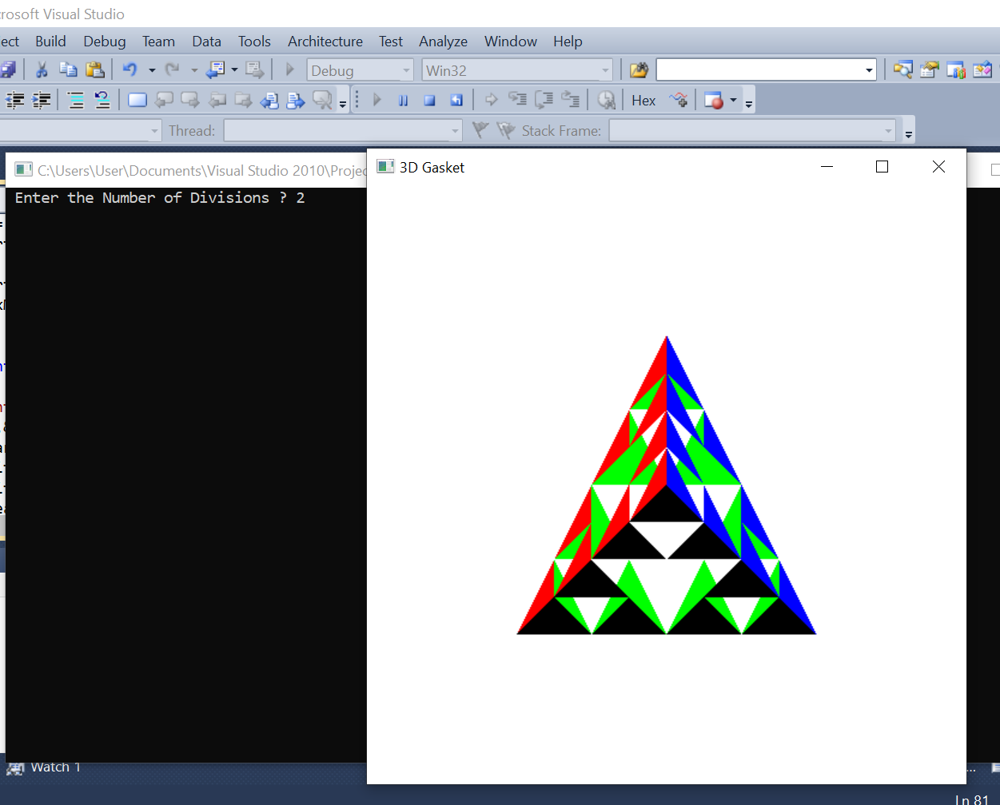 rosoft Visual Studio
ect Build Debug Team Data Tools Architecture Test Analyze Window Help
Debug Win32
Hex
Thread: Stack Frame:
C:\Users\User\Documents\Visual Studio 2010\Projec
3D Gasket
Enter the Number of Divisions ? 2
Watch 1
...
Ln 81